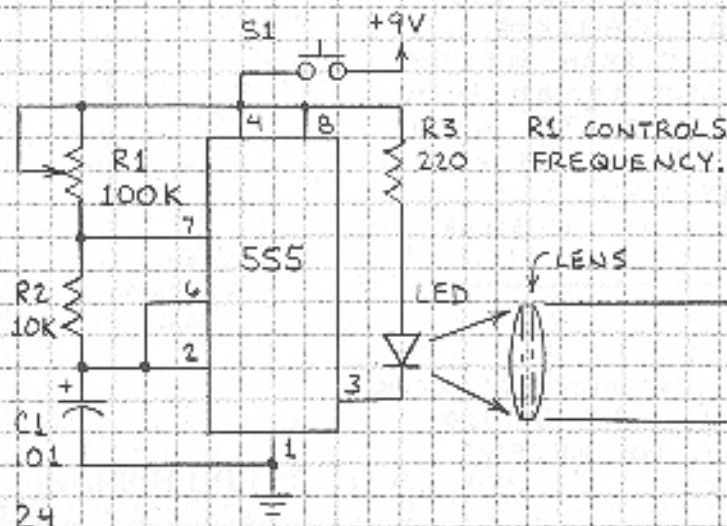 S1
+9V
4
8
R1
100K
R3
220
R1 CONTROLS
FREQUENCY.
7
555
R2
10K
6
LENS
LED
2
+
3
C1
.01
1
24